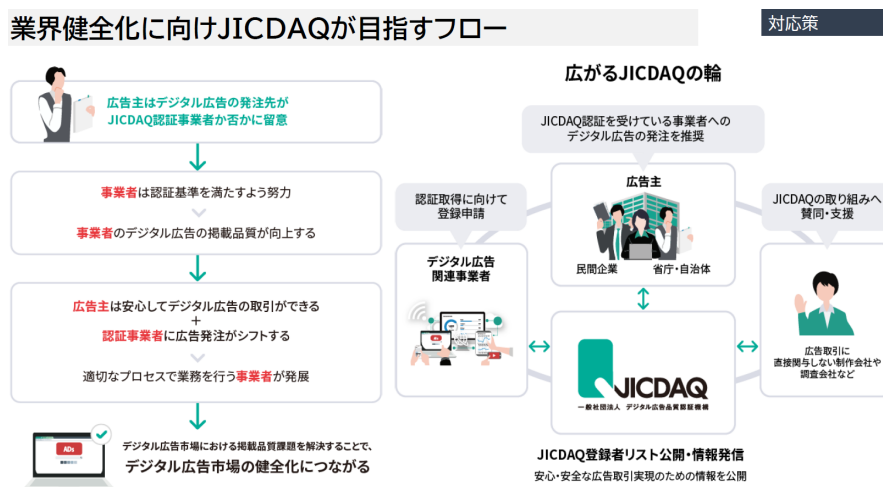 業界健全化に向けJICDAQが目指すフロー
対応策
広告主はデジタル広告の発注先が
JICDAQ認証事業者か否かに留意
事業者は認証基準を満たすよう努力
事業者のデジタル広告の掲載品質が向上する
広告主は安心してデジタル広告の取引ができる
+
認証事業者に広告発注がシフトする
適切なプロセスで業務を行う事業者が発展
ADs
デジタル広告市場における掲載品質課題を解決することで、
デジタル広告市場の健全化につながる
広がるJICDAQの輪
JICDAQ認証を受けている事業者への
デジタル広告の発注を推奨
広告主
民間企業
省庁・自治体
認証取得に向けて
登録申請
デジタル広告
関連事業者
JICDAQの取り組みへ
賛同・支援
広告取引に
直接関与しない制作会社や
調査会社など
JICDAQ
一般社団法人 デジタル広告品質認証機構
JICDAQ登録者リスト公開・情報発信
安心・安全な広告取引実現のための情報を公開